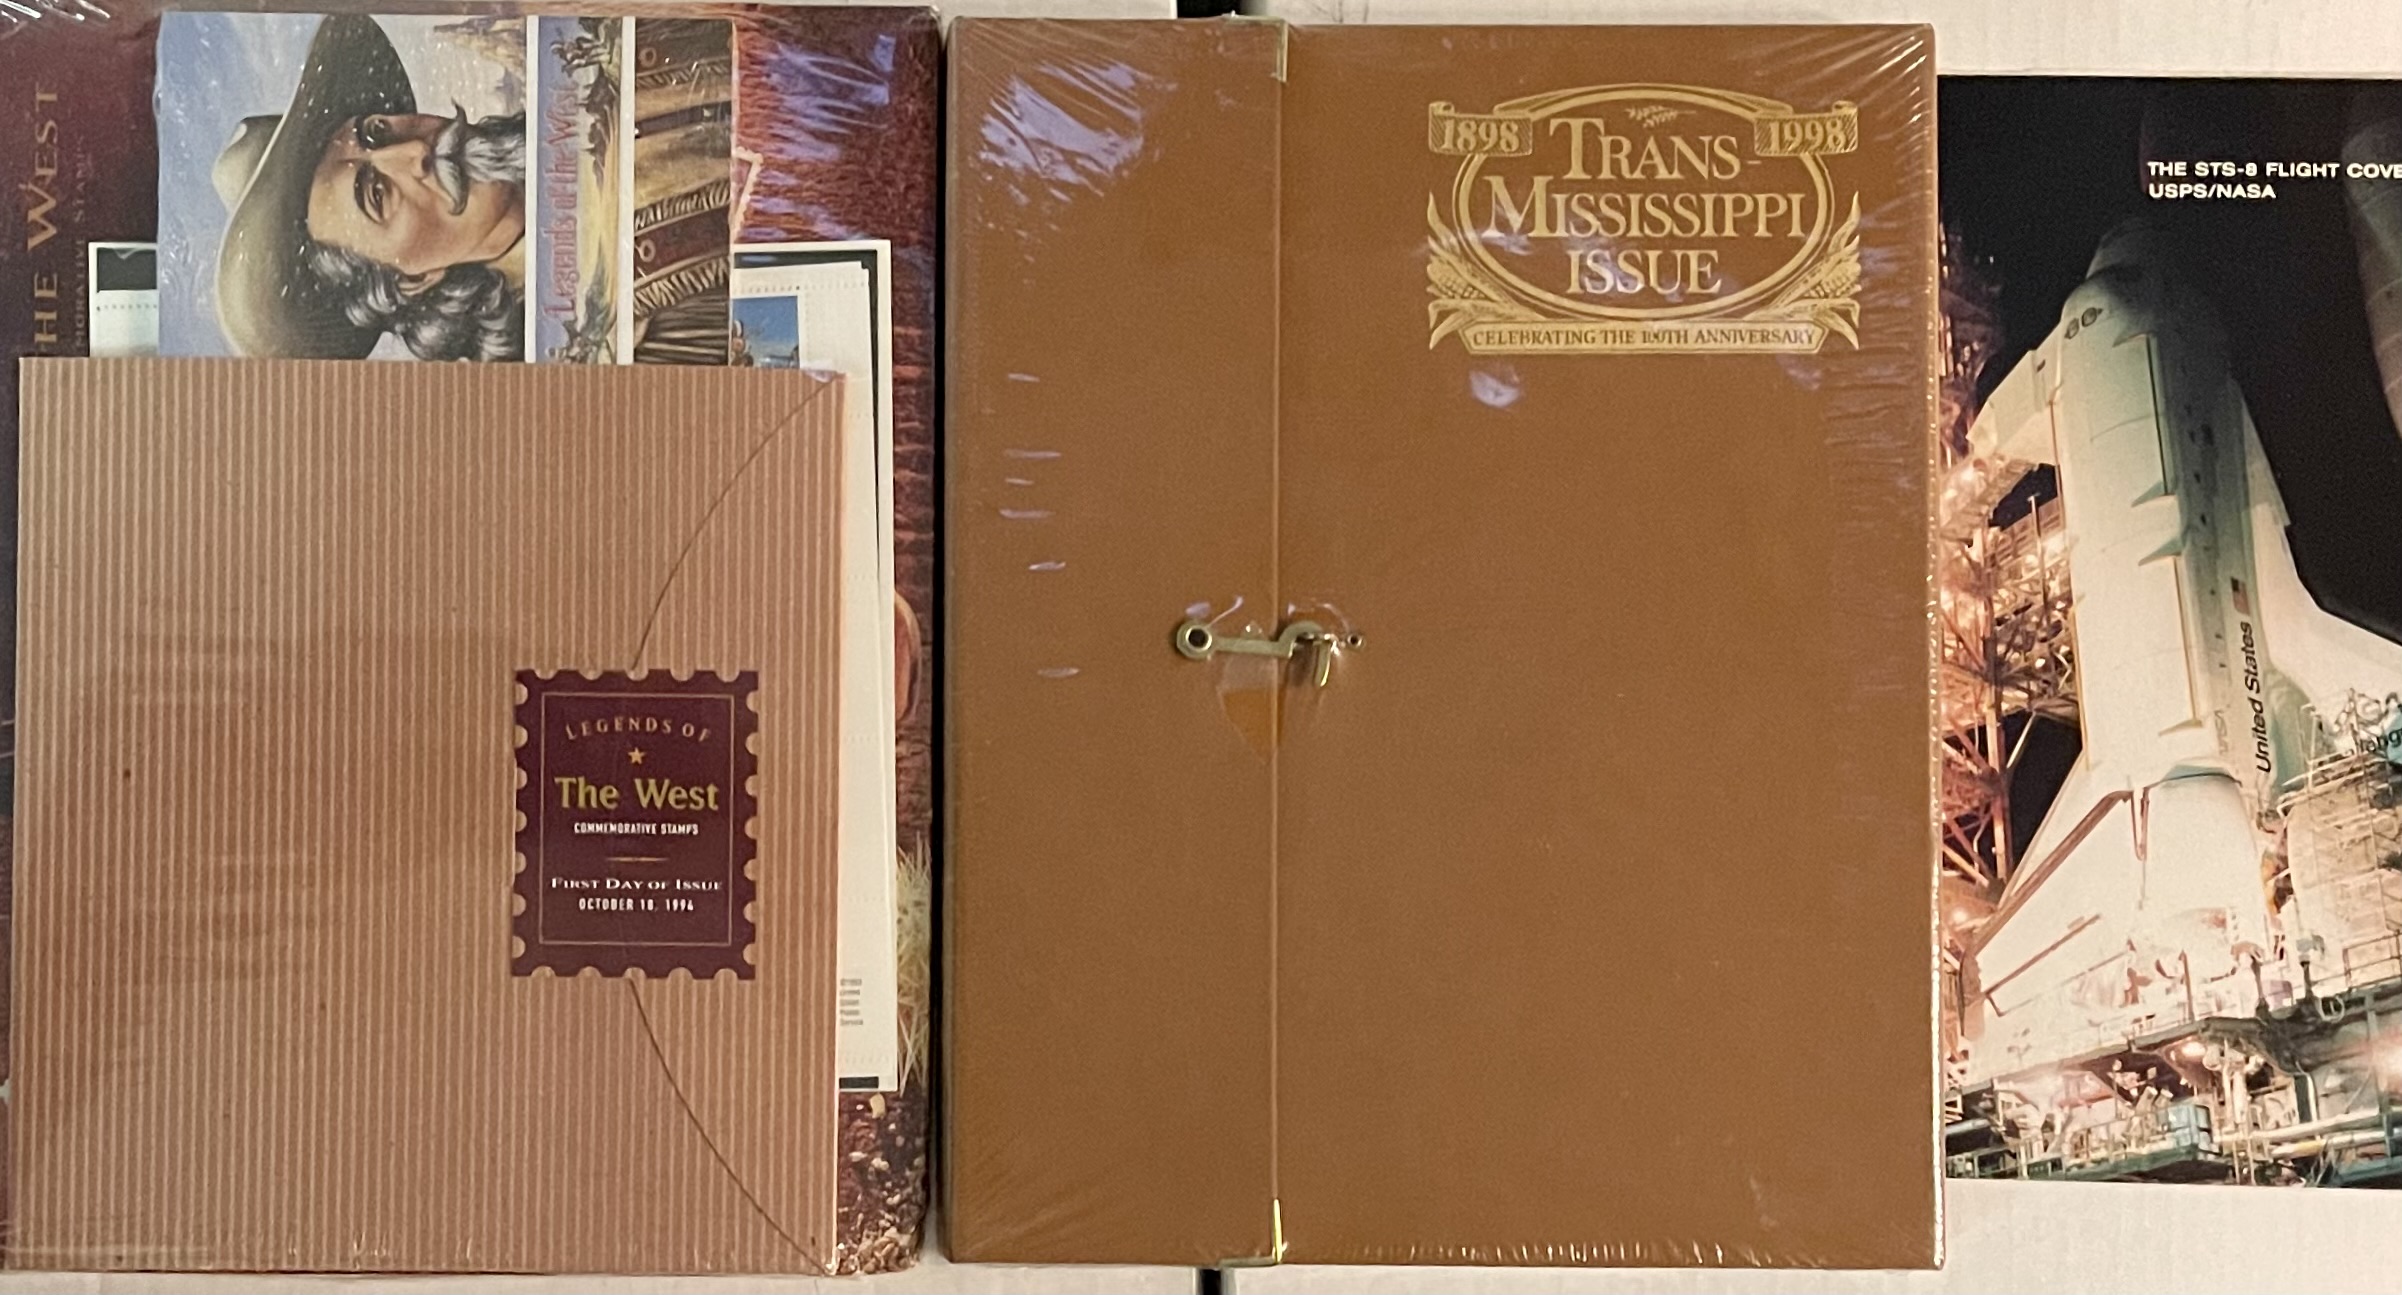 THE WEST
Legends of the West
LEGENDS OF
The West
COMMEMORATIVE STAMPS
FIRST DAY OF ISSUE
OCTOBER 18, 1994
1898 1998
TRANS-
MISSISSIPPI
ISSUE
CELEBRATING THE 100TH ANNIVERSARY
THE STS-8 FLIGHT COVE
USPS/NASA
United States